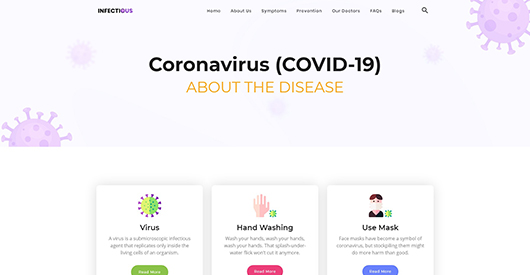 INFECTIOUS
Home About Us Symptoms Prevention Our Doctors FAQs Blogs
Coronavirus (COVID-19)
ABOUT THE DISEASE
Virus
A virus is a submicroscopic infectious
agent that replicates only inside the
living cells of an organism.
Read More
Hand Washing
Wash your hands, wash your hands,
wash your hands. That splash-under-
water flick won't cut it anymore.
Read More
Use Mask
Face masks have become a symbol of
coronavirus, but stockpiling them might
do more harm than good.
Read More